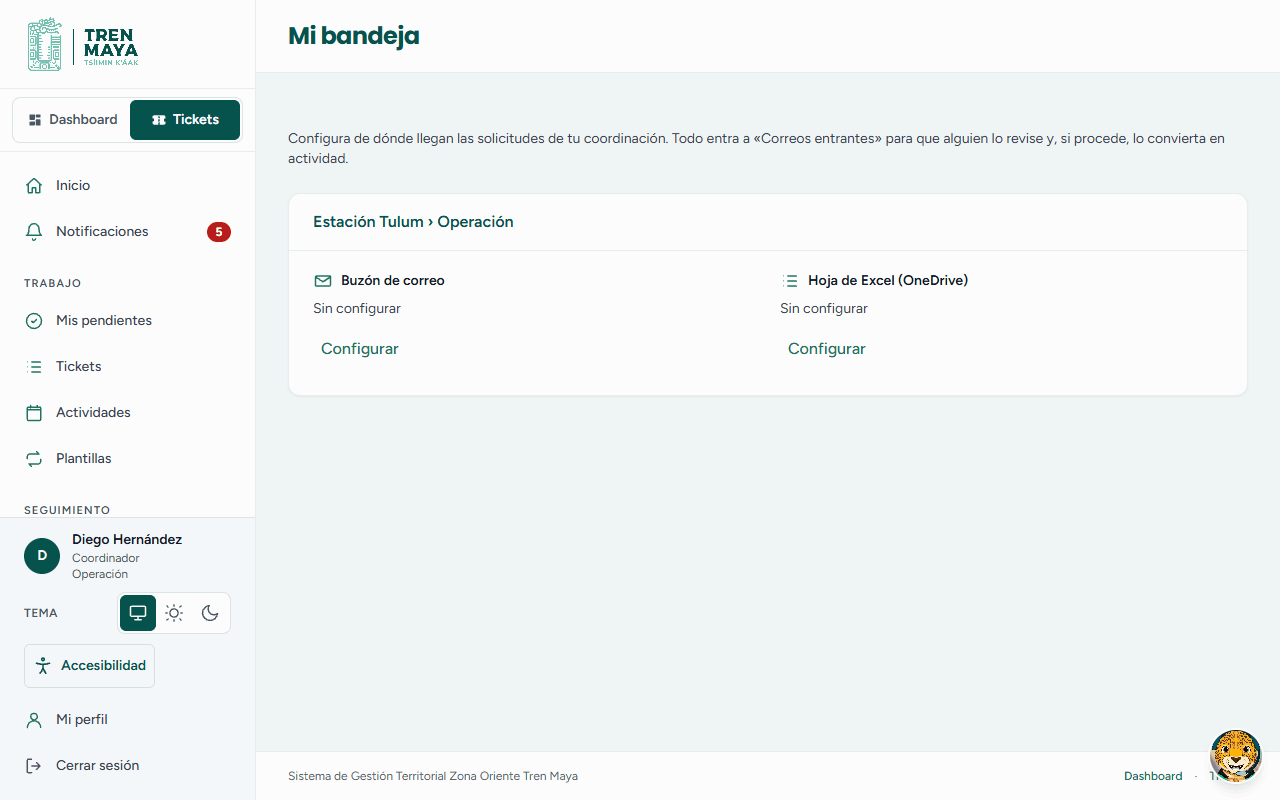 TREN
MAYA
TSÍIMIN K'ÁAK
Dashboard
Tickets
Inicio
Notificaciones
5
TRABAJO
Mis pendientes
Tickets
Actividades
Plantillas
SEGUIMIENTO
D
Diego Hernández
Coordinador
Operación
TEMA
Accesibilidad
Mi perfil
Cerrar sesión
Mi bandeja
Configura de dónde llegan las solicitudes de tu coordinación. Todo entra a «Correos entrantes» para que alguien lo revise y, si procede, lo convierta en
actividad.
Estación Tulum › Operación
Buzón de correo
Sin configurar
Configurar
Hoja de Excel (OneDrive)
Sin configurar
Configurar
Sistema de Gestión Territorial Zona Oriente Tren Maya
Dashboard ·